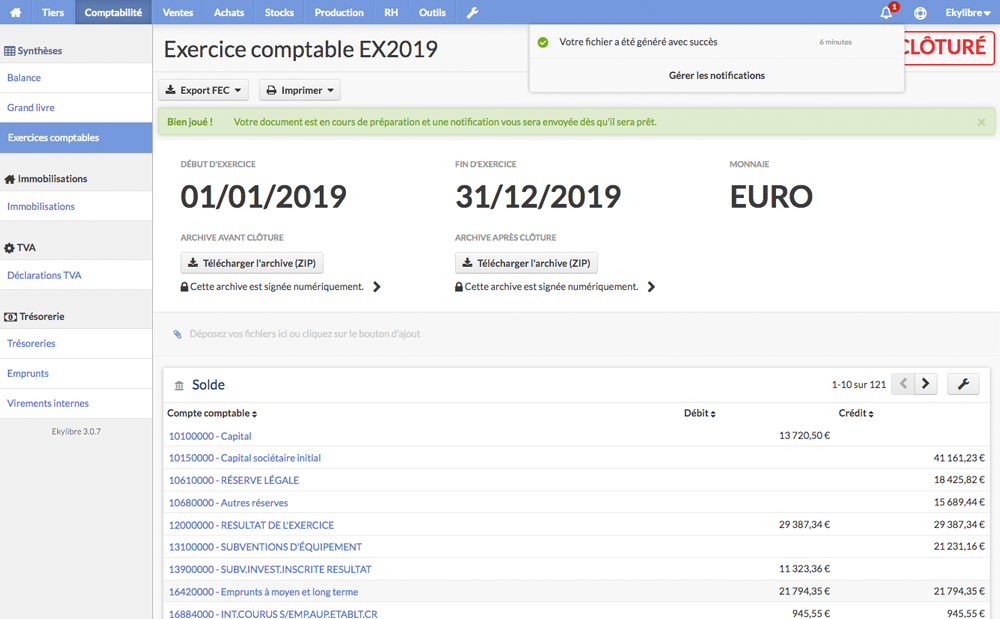 Tiers Comptabilité Ventes Achats Stocks Production RH Outils 1 Ekylibre
Synthèses
Balance
Grand livre
Exercices comptables
Immobilisations
Immobilisations
TVA
Déclarations TVA
Trésorerie
Trésoreries
Emprunts
Virements internes
Ekylibre 3.0.7
Exercice comptable EX2019
Votre fichier a été généré avec succès 6 minutes
Gérer les notifications
CLÔTURÉ
Export FEC Imprimer
Bien joué ! Votre document est en cours de préparation et une notification vous sera envoyée dès qu'il sera prêt. ×
DÉBUT D'EXERCICE FIN D'EXERCICE MONNAIE
01/01/2019 31/12/2019 EURO
ARCHIVE AVANT CLÔTURE ARCHIVE APRÈS CLÔTURE
Télécharger l'archive (ZIP) Télécharger l'archive (ZIP)
Cette archive est signée numériquement. Cette archive est signée numériquement.
Déposez vos fichiers ici ou cliquez sur le bouton d'ajout
Solde 1-10 sur 121
Compte comptable Débit Crédit
10100000 - Capital 13 720,50 €
10150000 - Capital sociétaire initial 41 161,23 €
10610000 - RÉSERVE LÉGALE 18 425,82 €
10680000 - Autres réserves 15 689,44 €
12000000 - RESULTAT DE L'EXERCICE 29 387,34 € 29 387,34 €
13100000 - SUBVENTIONS D'ÉQUIPEMENT 21 231,16 €
13900000 - SUBV.INVEST.INSCRITE RESULTAT 11 323,36 €
16420000 - Emprunts à moyen et long terme 21 794,35 € 21 794,35 €
16884000 - INT.COURUS S/EMP.AUP.ETABLT.CR 945,55 € 945,55 €